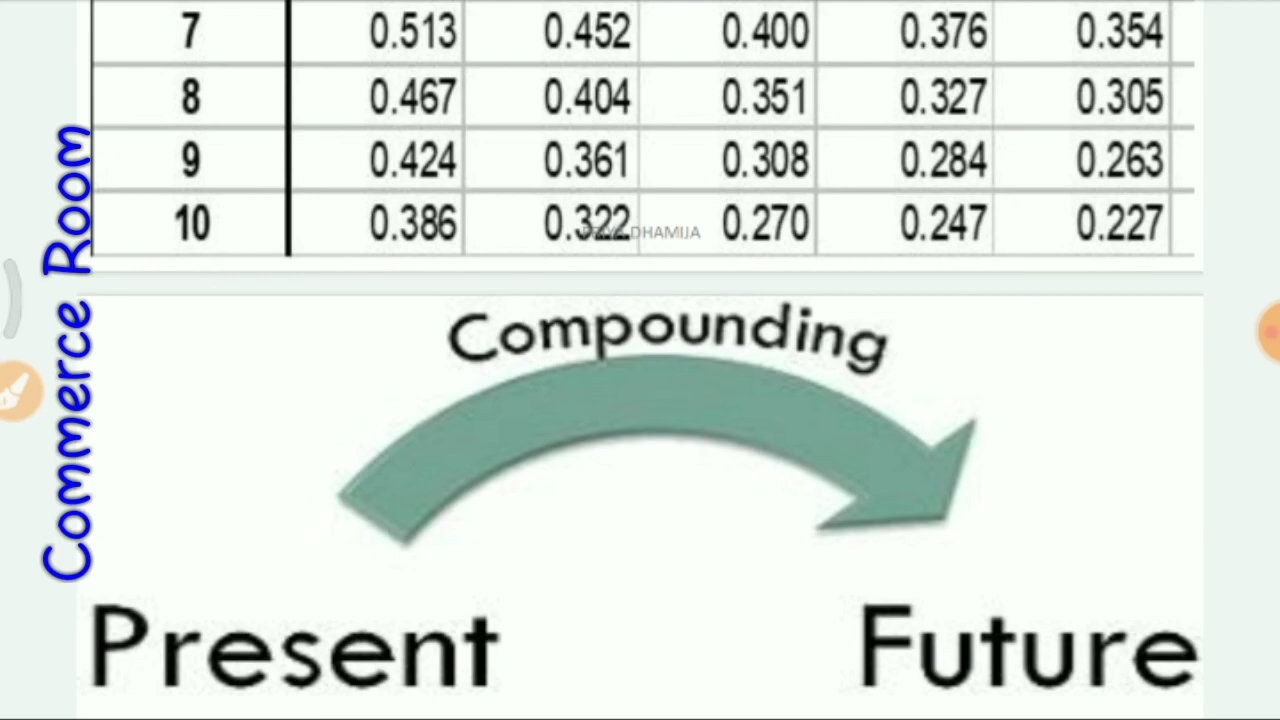 7 0.513 0.452 0.400 0.376 0.354
8 0.467 0.404 0.351 0.327 0.305
9 0.424 0.361 0.308 0.284 0.263
10 0.386 0.322 0.270 0.247 0.227
DHAMIJA
Commerce Room
Compounding
Present Future